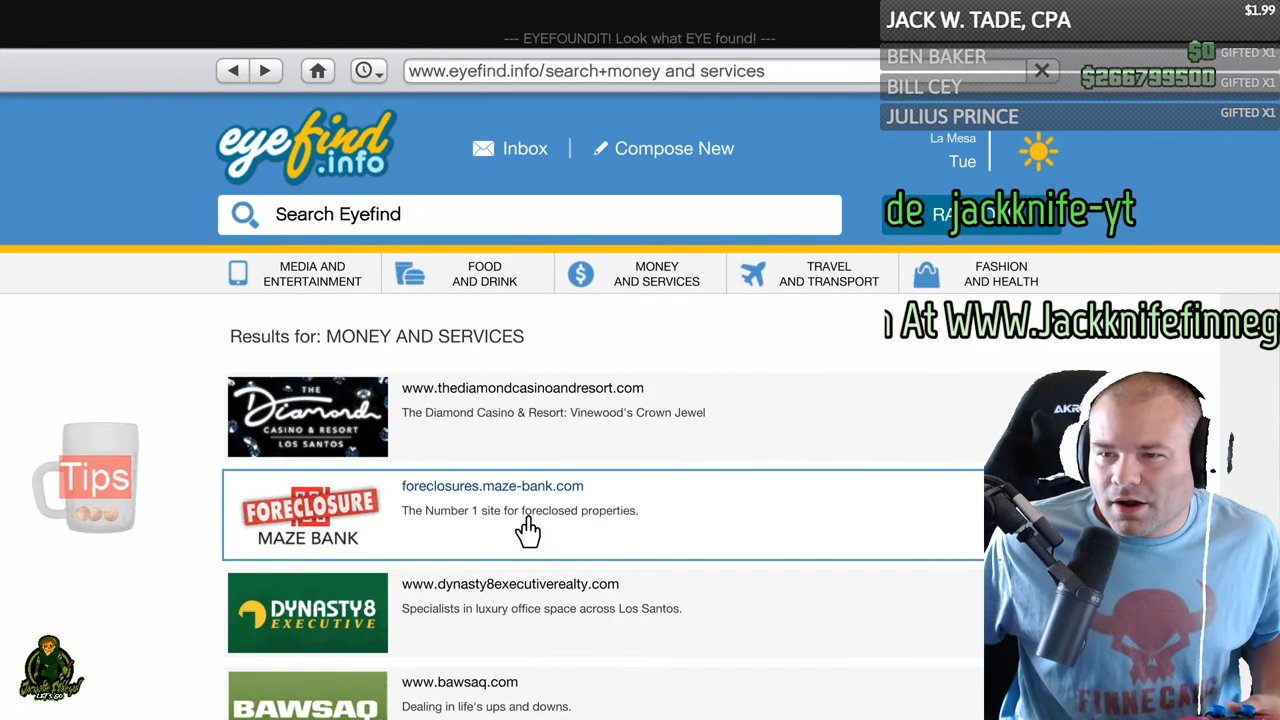 --- EYEFOUNDIT! Look what EYE found! ---
www.eyefind.info/search+money and services
JACK W. TADE, CPA
$1.99
BEN BAKER
$0
GIFTED X1
BILL CEY
$266799500
GIFTED X1
JULIUS PRINCE
GIFTED X1
eyefind
.info
Inbox
Compose New
La Mesa
Tue
Search Eyefind
de jackknife-yt
MEDIA AND
ENTERTAINMENT
FOOD
AND DRINK
MONEY
AND SERVICES
TRAVEL
AND TRANSPORT
FASHION
AND HEALTH
n At WWW.Jackknifefinneg
Results for: MONEY AND SERVICES
THE
Diamond
CASINO & RESORT
LOS SANTOS
www.thediamondcasinoandresort.com
The Diamond Casino & Resort: Vinewood's Crown Jewel
AKR
Tips
FORECLOSURE
MAZE BANK
foreclosures.maze-bank.com
The Number 1 site for foreclosed properties.
DYNASTY8
EXECUTIVE
www.dynasty8executiverealty.com
Specialists in luxury office space across Los Santos.
LET'S GO
BAWSAQ
www.bawsaq.com
Dealing in life's ups and downs.